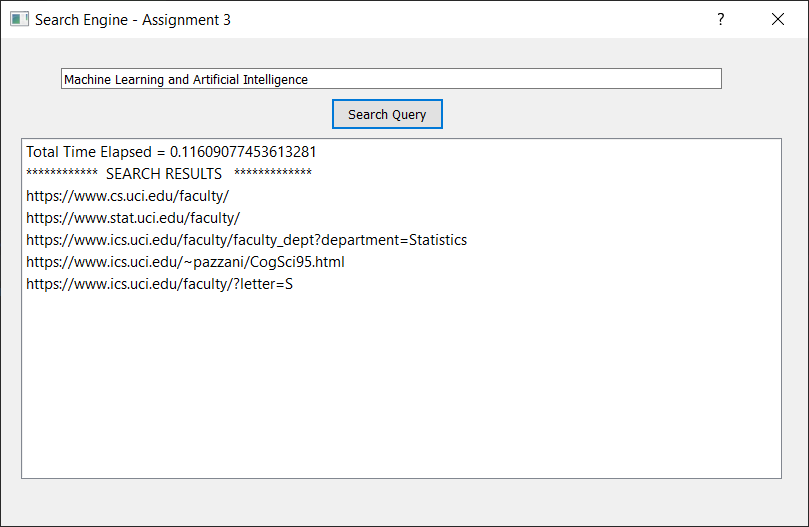 Search Engine - Assignment 3
Machine Learning and Artificial Intelligence
Search Query
Total Time Elapsed = 0.11609077453613281
************  SEARCH RESULTS   *************
https://www.cs.uci.edu/faculty/
https://www.stat.uci.edu/faculty/
https://www.ics.uci.edu/faculty/faculty_dept?department=Statistics
https://www.ics.uci.edu/~pazzani/CogSci95.html
https://www.ics.uci.edu/faculty/?letter=S